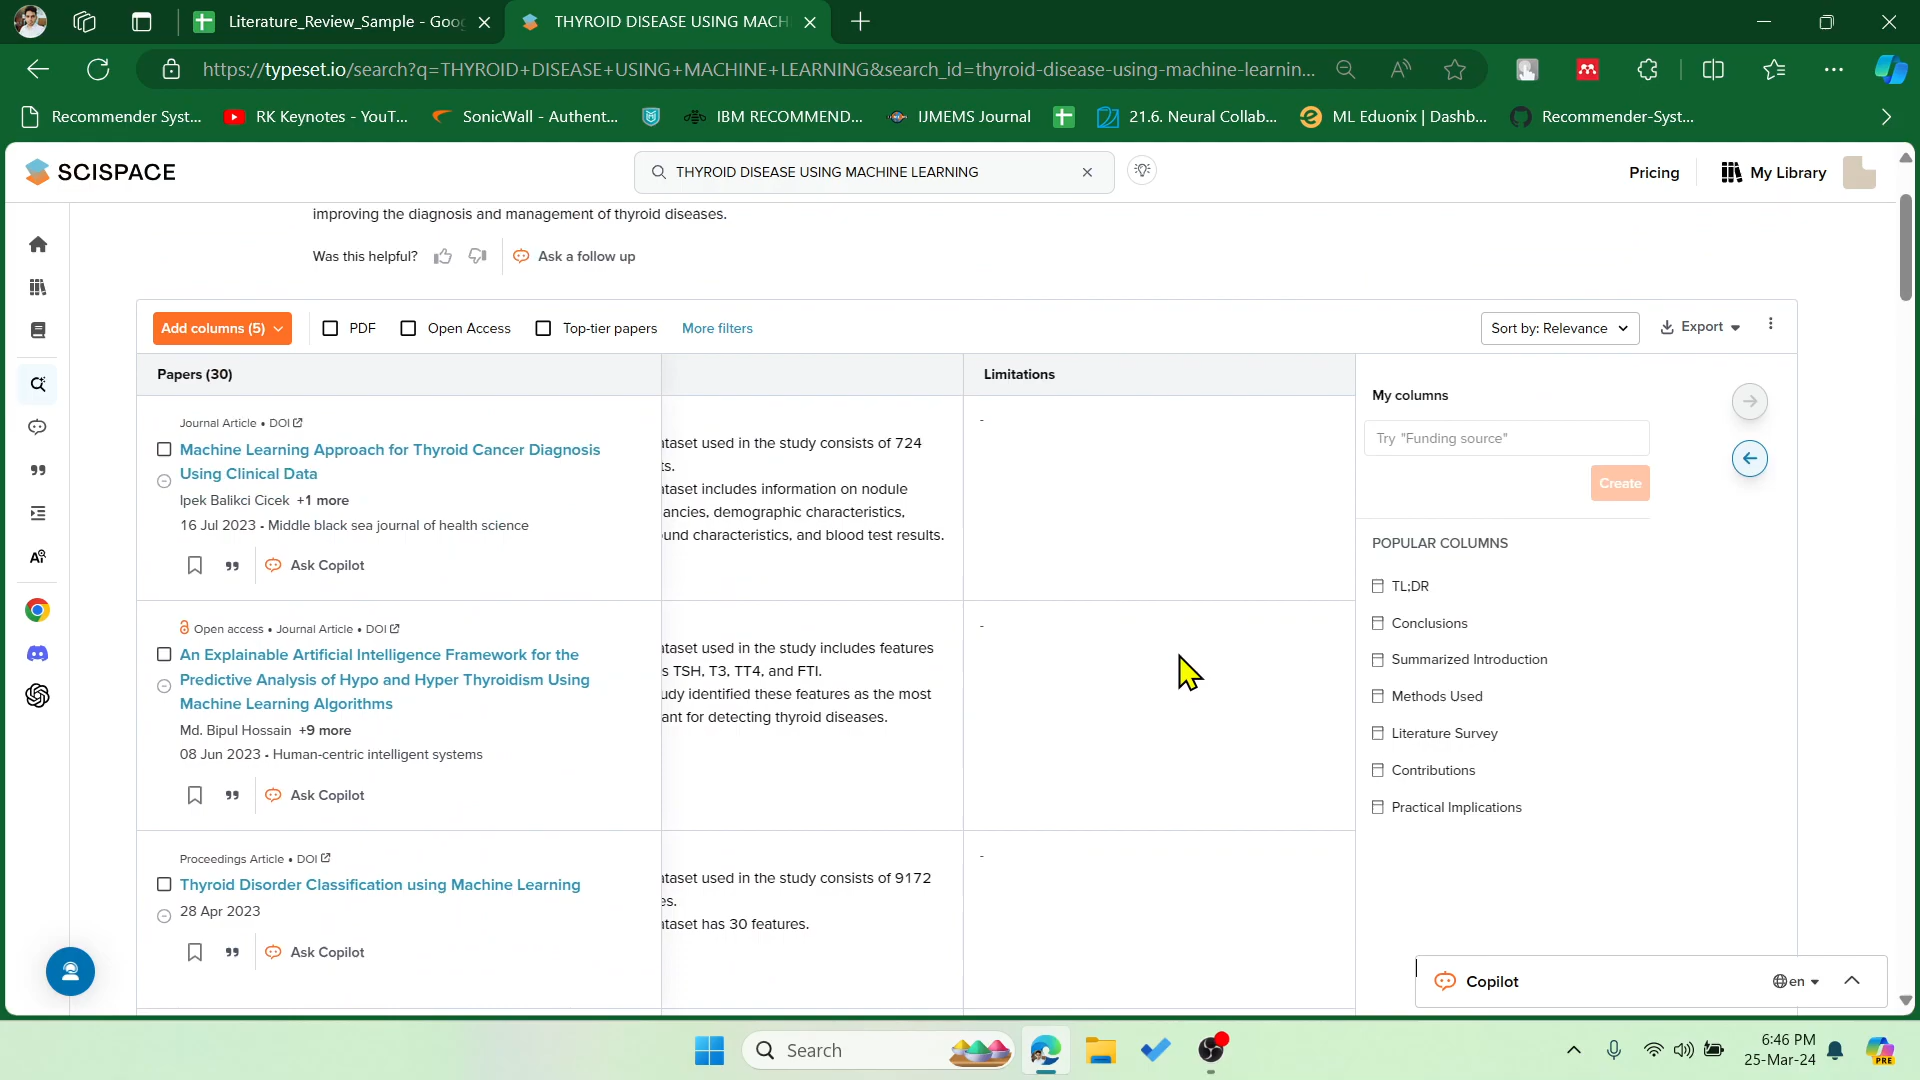 Literature_Review_Sample - Goog
THYROID DISEASE USING MACH
https://typeset.io/search?q=THYROID+DISEASE+USING+MACHINE+LEARNING&search_id=thyroid-disease-using-machine-learnin...
Recommender Syst...
RK Keynotes - YouT...
SonicWall - Authent...
IBM RECOMMEND...
IJMEMS Journal
21.6. Neural Collab...
ML Eduonix | Dashb...
Recommender-Syst...
SCISPACE
THYROID DISEASE USING MACHINE LEARNING
Pricing
My Library
improving the diagnosis and management of thyroid diseases.
Was this helpful?
Ask a follow up
Add columns (5)
PDF
Open Access
Top-tier papers
More filters
Sort by: Relevance
Export
Papers (30)
Limitations
Journal Article • DOI
Machine Learning Approach for Thyroid Cancer Diagnosis
Using Clinical Data
Ipek Balikci Cicek +1 more
16 Jul 2023 - Middle black sea journal of health science
Ask Copilot
taset used in the study consists of 724
ts.
taset includes information on nodule
ancies, demographic characteristics,
und characteristics, and blood test results.
-
Open access • Journal Article • DOI
An Explainable Artificial Intelligence Framework for the
Predictive Analysis of Hypo and Hyper Thyroidism Using
Machine Learning Algorithms
Md. Bipul Hossain +9 more
08 Jun 2023 - Human-centric intelligent systems
Ask Copilot
taset used in the study includes features
s TSH, T3, TT4, and FTI.
udy identified these features as the most
ant for detecting thyroid diseases.
-
Proceedings Article • DOI
Thyroid Disorder Classification using Machine Learning
28 Apr 2023
Ask Copilot
taset used in the study consists of 9172
es.
taset has 30 features.
-
My columns
Try "Funding source"
Create
POPULAR COLUMNS
TL;DR
Conclusions
Summarized Introduction
Methods Used
Literature Survey
Contributions
Practical Implications
Copilot
en
Search
6:46 PM
25-Mar-24
PRE